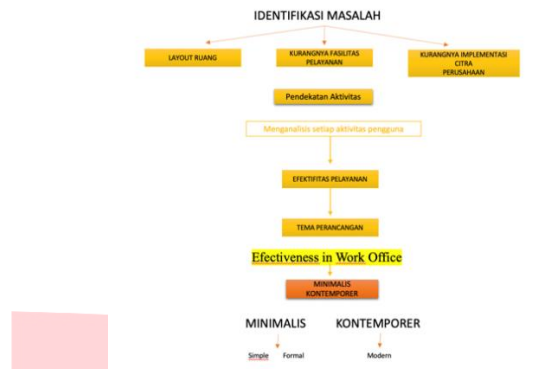 IDENTIFIKASI MASALAH
LAYOUT RUANG
KURANGNYA FASILITAS
PELAYANAN
KURANGNYA IMPLEMENTASI
CITRA
PERUSAHAAN
Pendekatan Aktivitas
Menganalisis setiap aktivitas pengguna
EFEKTIFITAS PELAYANAN
TEMA PERANCANGAN
Efectiveness in Work Office
MINIMALIS
KONTEMPORER
MINIMALIS KONTEMPORER
Simple Formal Modern